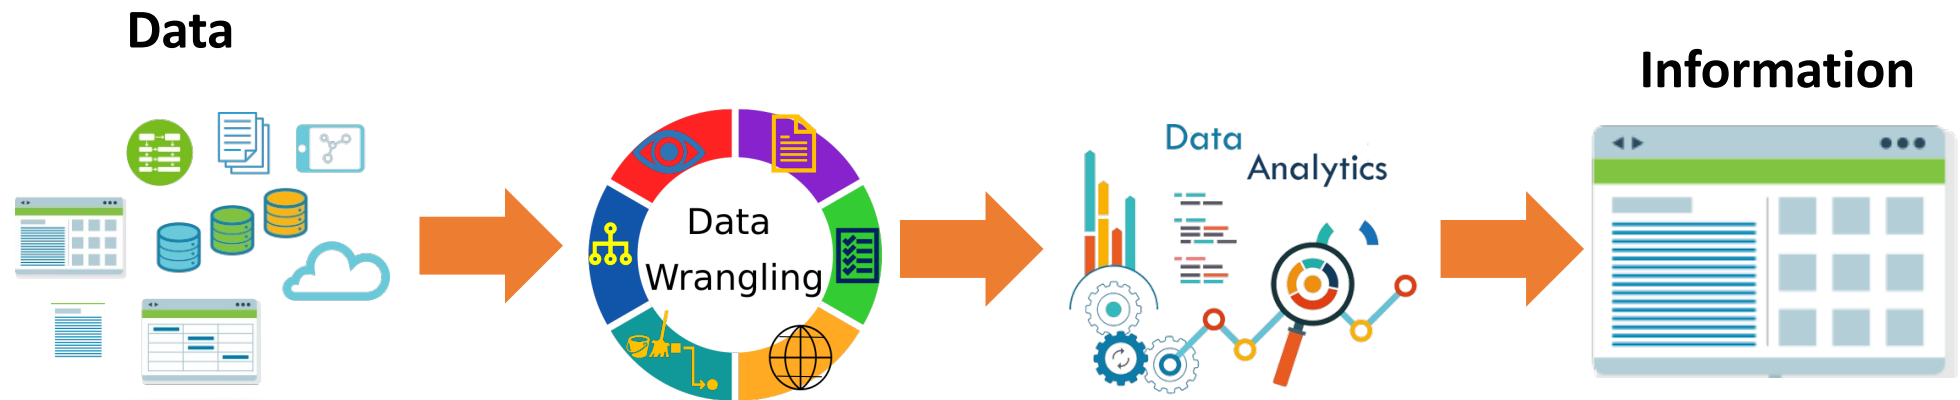 Data
Data
Wrangling
Data
Analytics
Information